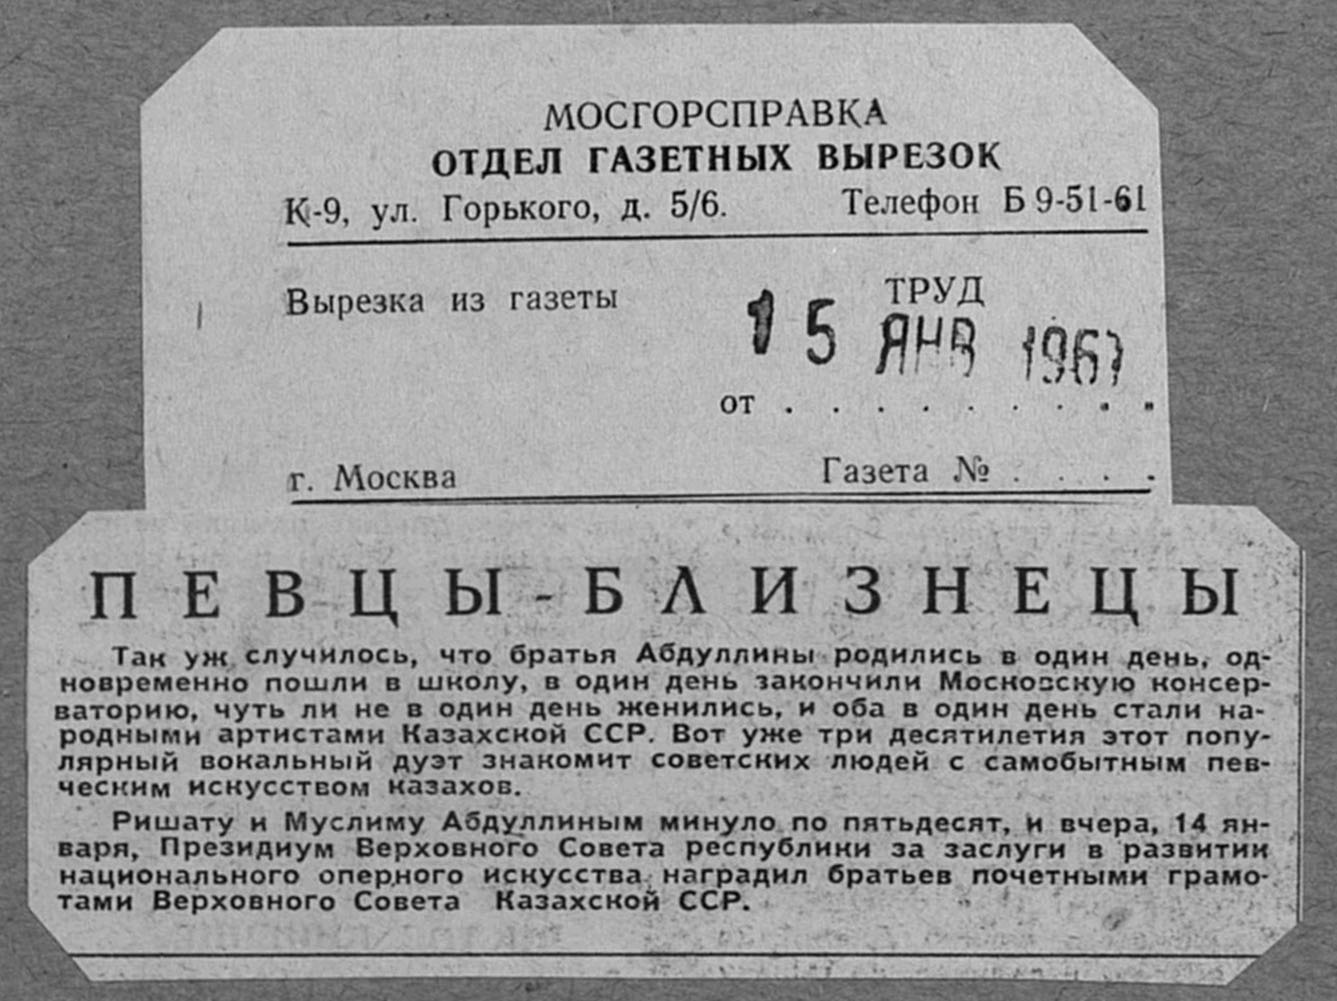 МОСГОРСПРАВКА
ОТДЕЛ ГАЗЕТНЫХ ВЫРЕЗОК
К-9, ул. Горького, д. 5/6. Телефон Б 9-51-61
Вырезка из газеты ТРУД
15 ЯНВ 1967
от . . . . . . . . .
г. Москва Газета № . . . .
ПЕВЦЫ-БЛИЗНЕЦЫ
Так уж случилось, что братья Абдуллины родились в один день, од-
новременно пошли в школу, в один день закончили Московскую консер-
ваторию, чуть ли не в один день женились, и оба в один день стали на-
родными артистами Казахской ССР. Вот уже три десятилетия этот попу-
лярный вокальный дуэт знакомит советских людей с самобытным пев-
ческим искусством казахов.
Ришату и Муслиму Абдуллиным минуло по пятьдесят, и вчера, 14 ян-
варя, Президиум Верховного Совета республики за заслуги в развитии
национального оперного искусства наградил братьев почетными грамо-
тами Верховного Совета Казахской ССР.